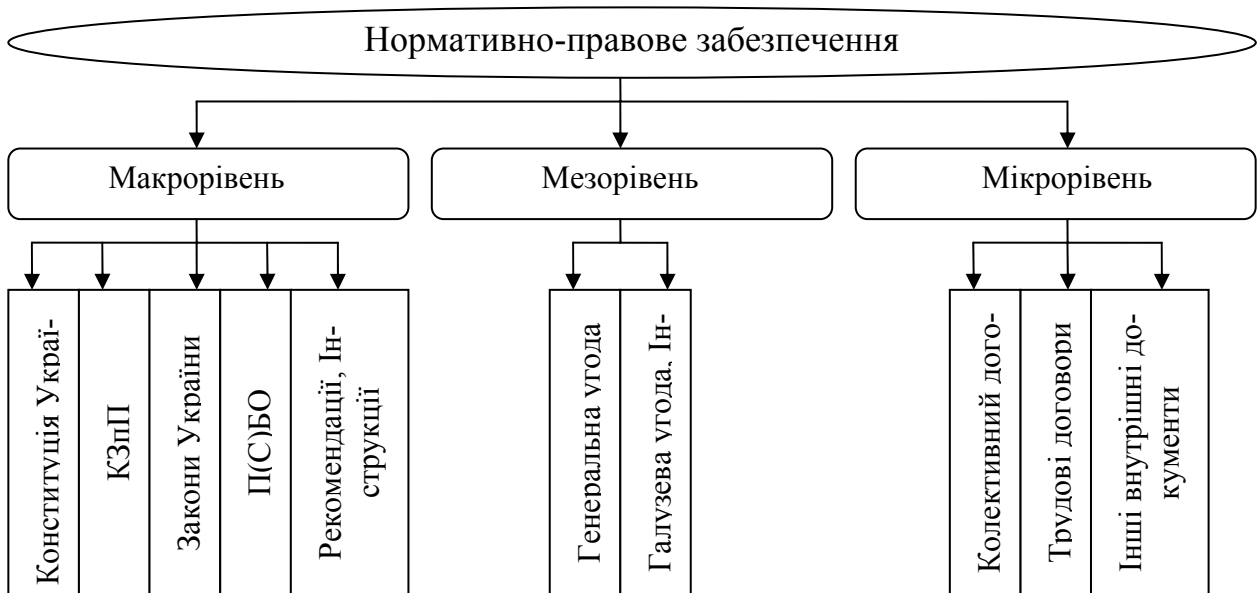 Нормативно-правове забезпечення
Макрорівень
Мезорівень
Мікрорівень
Конституція Украї-
КЗпП
Закони України
П(С)БО
Рекомендації, Ін-
струкції
Генеральна угода
Галузева угода, Ін-
Колективний дого-
Трудові договори
Інші внутрішні до-
кументи